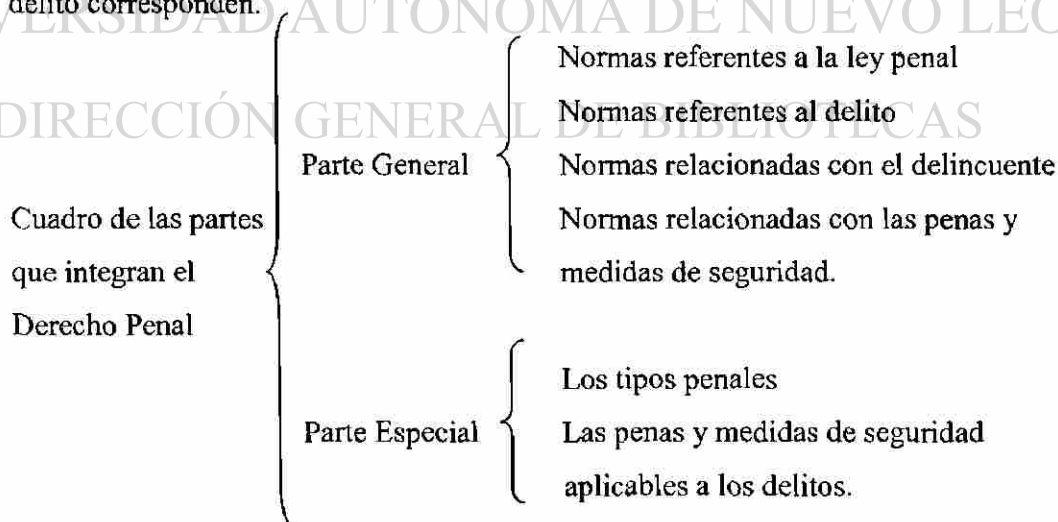 delito corresponden.
ERSIDAD AUTÓNOMA DE NUEVO LEÓ
DIRECCIÓN GENERAL DE BIBLIOTECAS
Cuadro de las partes
que integran el
Derecho Penal
Parte General
Normas referentes a la ley penal
Normas referentes al delito
Normas relacionadas con el delincuente
Normas relacionadas con las penas y
medidas de seguridad.
Parte Especial
Los tipos penales
Las penas y medidas de seguridad
aplicables a los delitos.